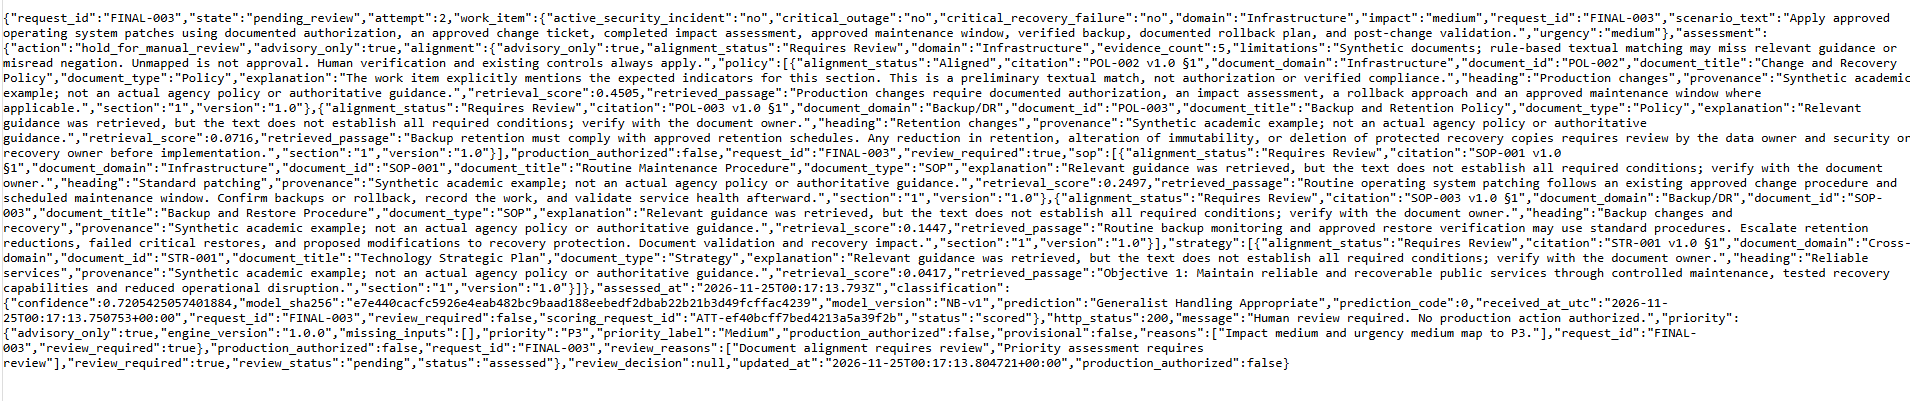 {"request_id":"FINAL-003","state":"pending_review","attempt":2,"work_item":{"active_security_incident":"no","critical_outage":"no","critical_recovery_failure":"no","domain":"Infrastructure","impact":"medium","request_id":"FINAL-003","scenario_text":"Apply approved
operating system patches using documented authorization, an approved change ticket, completed impact assessment, approved maintenance window, verified backup, documented rollback plan, and post-change validation.","urgency":"medium"},"assessment":
{"action":"hold_for_manual_review","advisory_only":true,"alignment":{"advisory_only":true,"alignment_status":"Requires Review","domain":"Infrastructure","evidence_count":5,"limitations":"Synthetic documents; rule-based textual matching may miss relevant guidance or
misread negation. Unmapped is not approval. Human verification and existing controls always apply.","policy":[{"alignment_status":"Aligned","citation":"POL-002 v1.0 §1","document_domain":"Infrastructure","document_id":"POL-002","document_title":"Change and Recovery
Policy","document_type":"Policy","explanation":"The work item explicitly mentions the expected indicators for this section. This is a preliminary textual match, not authorization or verified compliance.","heading":"Production changes","provenance":"Synthetic academic
example; not an actual agency policy or authoritative guidance.","retrieval_score":0.4505,"retrieved_passage":"Production changes require documented authorization, an impact assessment, a rollback approach and an approved maintenance window where
applicable.","section":"1","version":"1.0"},{"alignment_status":"Requires Review","citation":"POL-003 v1.0 §1","document_domain":"Backup/DR","document_id":"POL-003","document_title":"Backup and Retention Policy","document_type":"Policy","explanation":"Relevant
guidance was retrieved, but the text does not establish all required conditions; verify with the document owner.","heading":"Retention changes","provenance":"Synthetic academic example; not an actual agency policy or authoritative
guidance.","retrieval_score":0.0716,"retrieved_passage":"Backup retention must comply with approved retention schedules. Any reduction in retention, alteration of immutability, or deletion of protected recovery copies requires review by the data owner and security or
recovery owner before implementation.","section":"1","version":"1.0"}],"production_authorized":false,"request_id":"FINAL-003","review_required":true,"sop":[{"alignment_status":"Requires Review","citation":"SOP-001 v1.0
§1","document_domain":"Infrastructure","document_id":"SOP-001","document_title":"Routine Maintenance Procedure","document_type":"SOP","explanation":"Relevant guidance was retrieved, but the text does not establish all required conditions; verify with the document
owner.","heading":"Standard patching","provenance":"Synthetic academic example; not an actual agency policy or authoritative guidance.","retrieval_score":0.2497,"retrieved_passage":"Routine operating system patching follows an existing approved change procedure and
scheduled maintenance window. Confirm backups or rollback, record the work, and validate service health afterward.","section":"1","version":"1.0"},{"alignment_status":"Requires Review","citation":"SOP-003 v1.0 §1","document_domain":"Backup/DR","document_id":"SOP-
003","document_title":"Backup and Restore Procedure","document_type":"SOP","explanation":"Relevant guidance was retrieved, but the text does not establish all required conditions; verify with the document owner.","heading":"Backup changes and
recovery","provenance":"Synthetic academic example; not an actual agency policy or authoritative guidance.","retrieval_score":0.1447,"retrieved_passage":"Routine backup monitoring and approved restore verification may use standard procedures. Escalate retention
reductions, failed critical restores, and proposed modifications to recovery protection. Document validation and recovery impact.","section":"1","version":"1.0"}],"strategy":[{"alignment_status":"Requires Review","citation":"STR-001 v1.0 §1","document_domain":"Cross-
domain","document_id":"STR-001","document_title":"Technology Strategic Plan","document_type":"Strategy","explanation":"Relevant guidance was retrieved, but the text does not establish all required conditions; verify with the document owner.","heading":"Reliable
services","provenance":"Synthetic academic example; not an actual agency policy or authoritative guidance.","retrieval_score":0.0417,"retrieved_passage":"Objective 1: Maintain reliable and recoverable public services through controlled maintenance, tested recovery
capabilities and reduced operational disruption.","section":"1","version":"1.0"}]},"assessed_at":"2026-11-25T00:17:13.793Z","classification":
{"confidence":0.7205425057401884,"model_sha256":"e7e440cacfc5926e4eab482bc9baad188eebedf2dbab22b21b3d49fcffac4239","model_version":"NB-v1","prediction":"Generalist Handling Appropriate","prediction_code":0,"received_at_utc":"2026-11-
25T00:17:13.750753+00:00","request_id":"FINAL-003","review_required":false,"scoring_request_id":"ATT-ef40bcff7bed4213a5a39f2b","status":"scored"},"http_status":200,"message":"Human review required. No production action authorized.","priority":
{"advisory_only":true,"engine_version":"1.0.0","missing_inputs":[],"priority":"P3","priority_label":"Medium","production_authorized":false,"provisional":false,"reasons":["Impact medium and urgency medium map to P3."],"request_id":"FINAL-
003","review_required":true},"production_authorized":false,"request_id":"FINAL-003","review_reasons":["Document alignment requires review","Priority assessment requires
review"],"review_required":true,"review_status":"pending","status":"assessed"},"review_decision":null,"updated_at":"2026-11-25T00:17:13.804721+00:00","production_authorized":false}